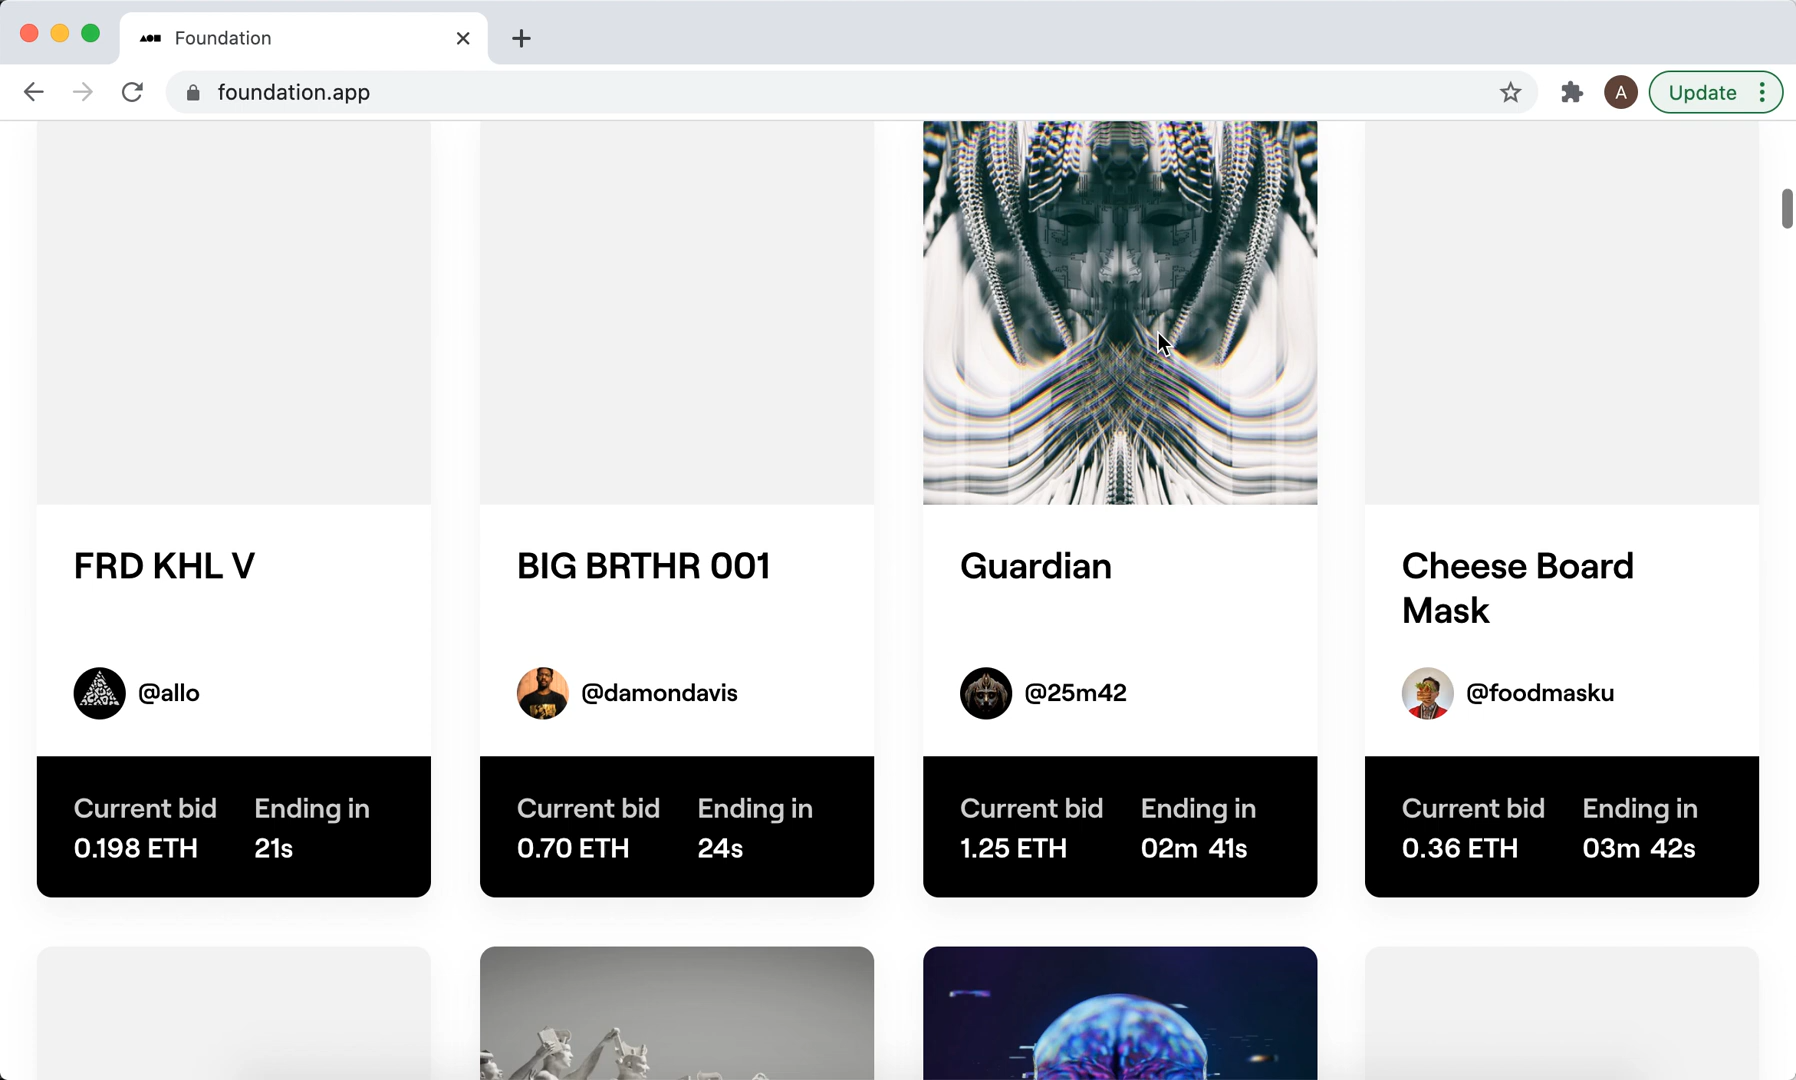 Foundation
foundation.app
A
Update
FRD KHL V
@allo
Current bid
Ending in
0.198 ETH
21s
BIG BRTHR 001
@damondavis
Current bid
Ending in
0.70 ETH
24s
Guardian
@25m42
Current bid
Ending in
1.25 ETH
02m 41s
Cheese Board
Mask
@foodmasku
Current bid
Ending in
0.36 ETH
03m 42s